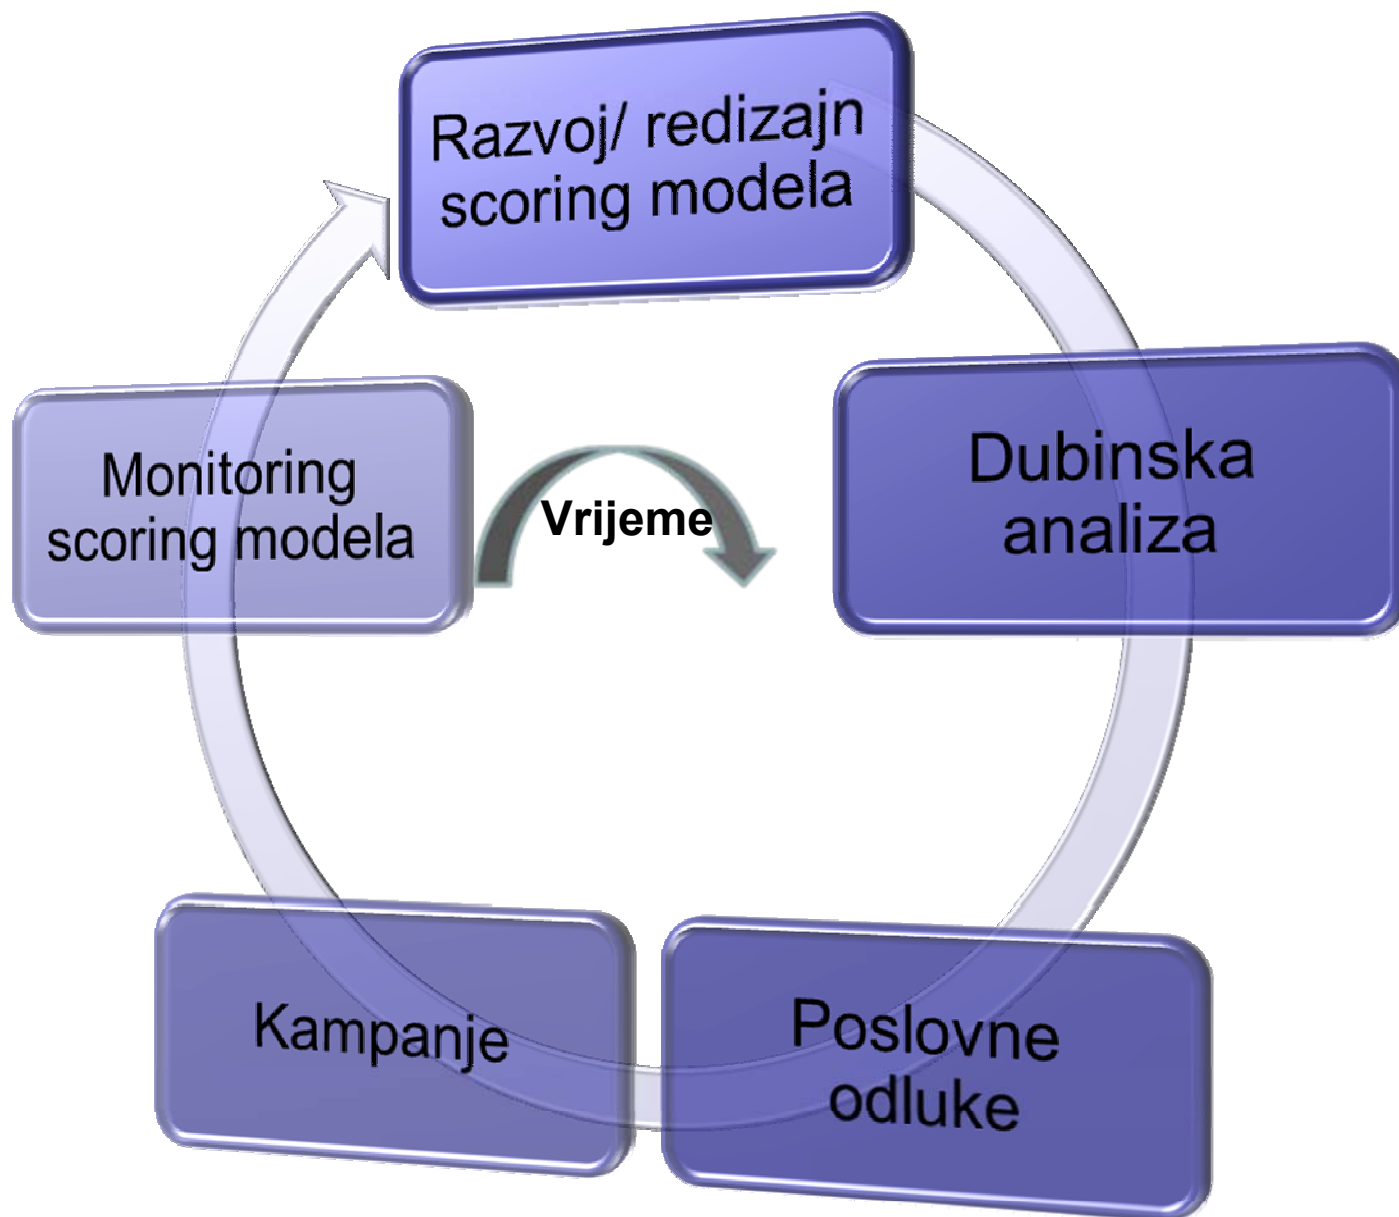 Razvoj/ redizajn
scoring modela
Dubinska
analiza
Poslovne
odluke
Kampanje
Monitoring
scoring modela
Vrijeme